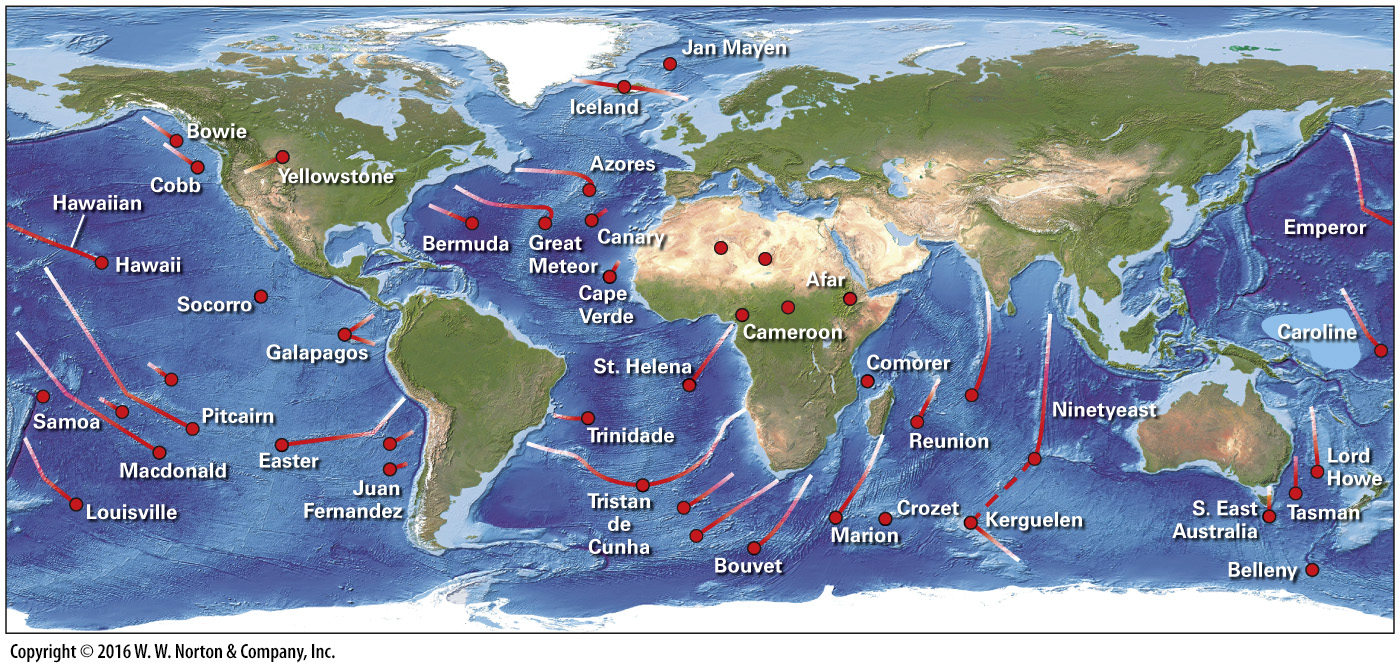 Jan Mayen
Iceland
Bowie
Azores
Cobb
Yellowstone
Hawaiian
Emperor
Bermuda
Great
Meteor
Canary
Hawaii
Afar
Cape
Verde
Socorro
Cameroon
Caroline
Galapagos
St. Helena
Comorer
Samoa
Pitcairn
Ninetyeast
Trinidade
Reunion
Macdonald
Easter
Lord
Howe
Juan
Fernandez
Tristan
de
Cunha
Louisville
Crozet
Kerguelen
S. East
Australia
Tasman
Marion
Bouvet
Belleny
Copyright © 2016 W. W. Norton & Company, Inc.